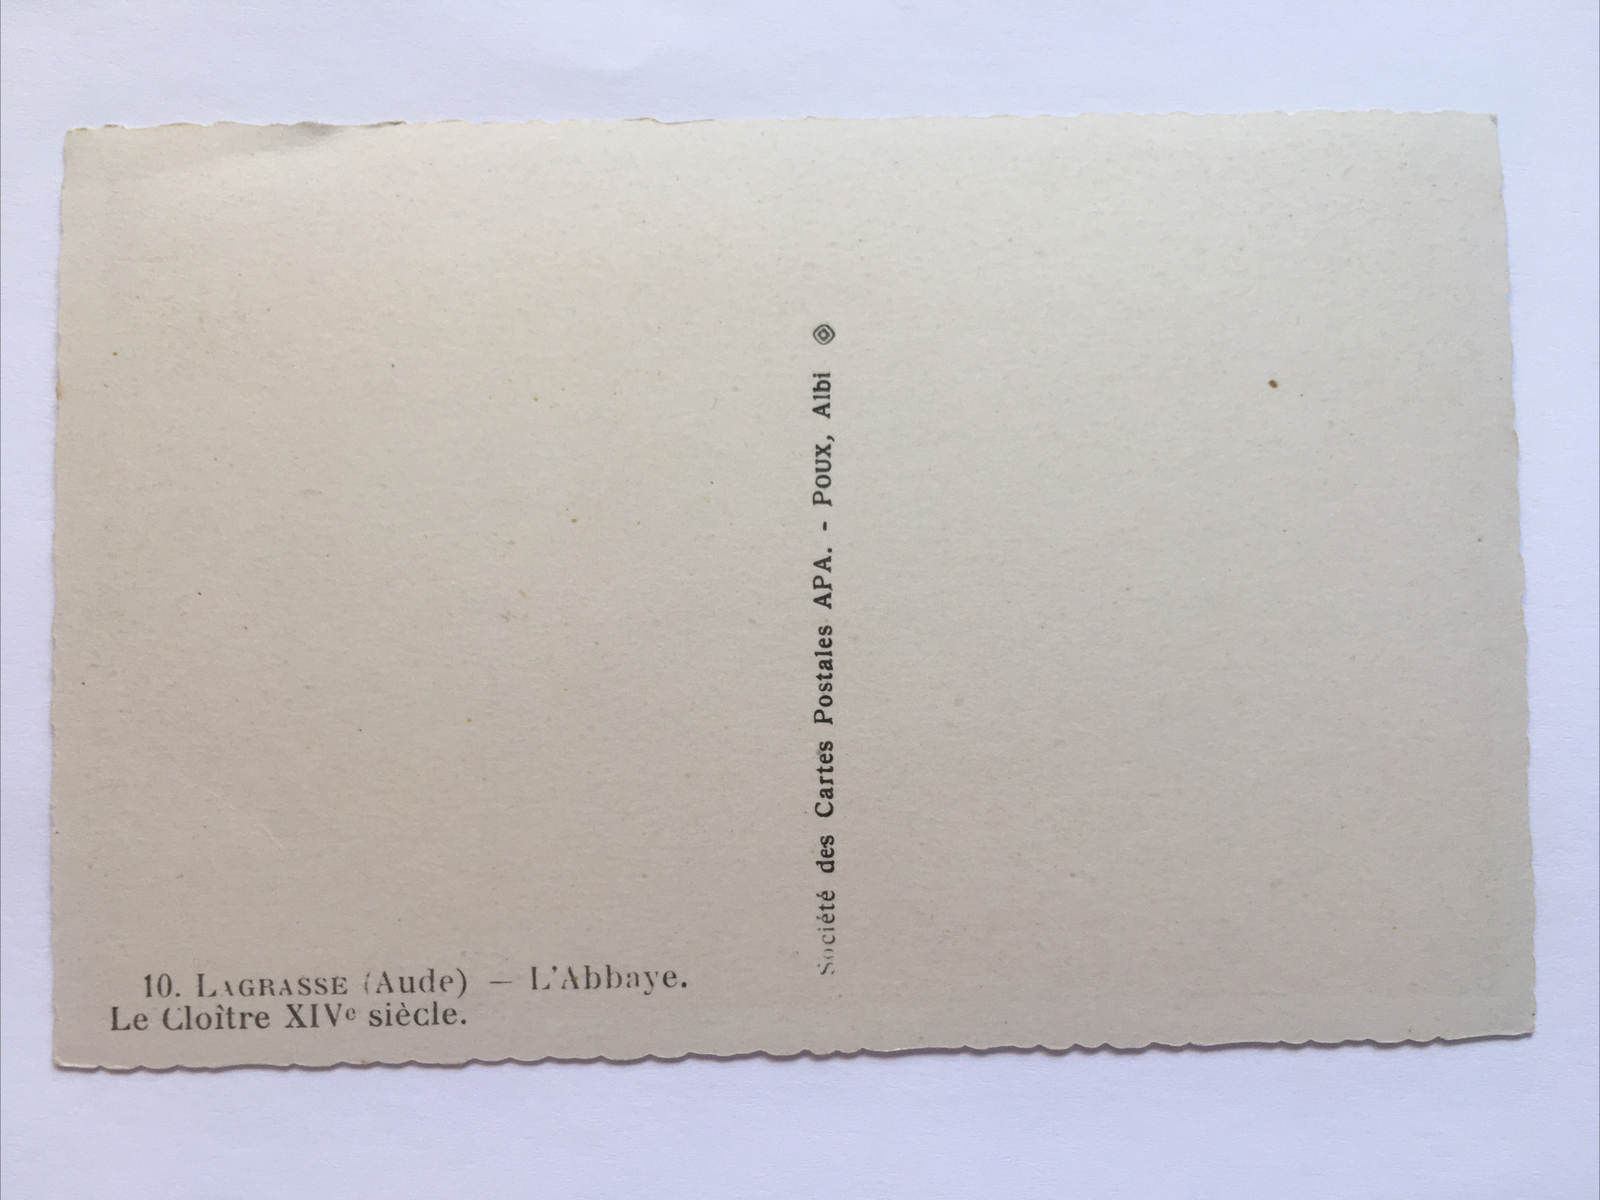 10. LAGRASSE (Aude) — L'Abbaye.
Le Cloître XIVe siècle.
Société des Cartes Postales APA. - POUX, Albi